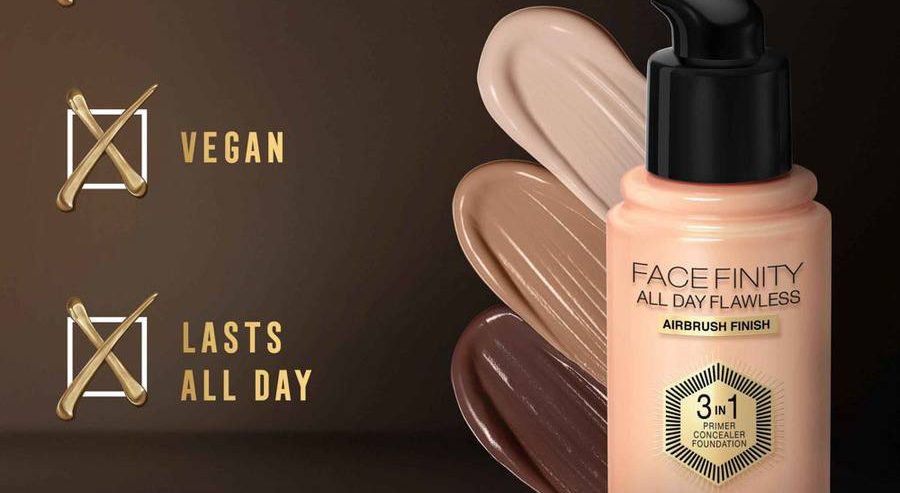 VEGAN
LASTS
ALL DAY
FACEFINITY
ALL DAY FLAWLESS
AIRBRUSH FINISH
3 IN 1
PRIMER
CONCEALER
FOUNDATION